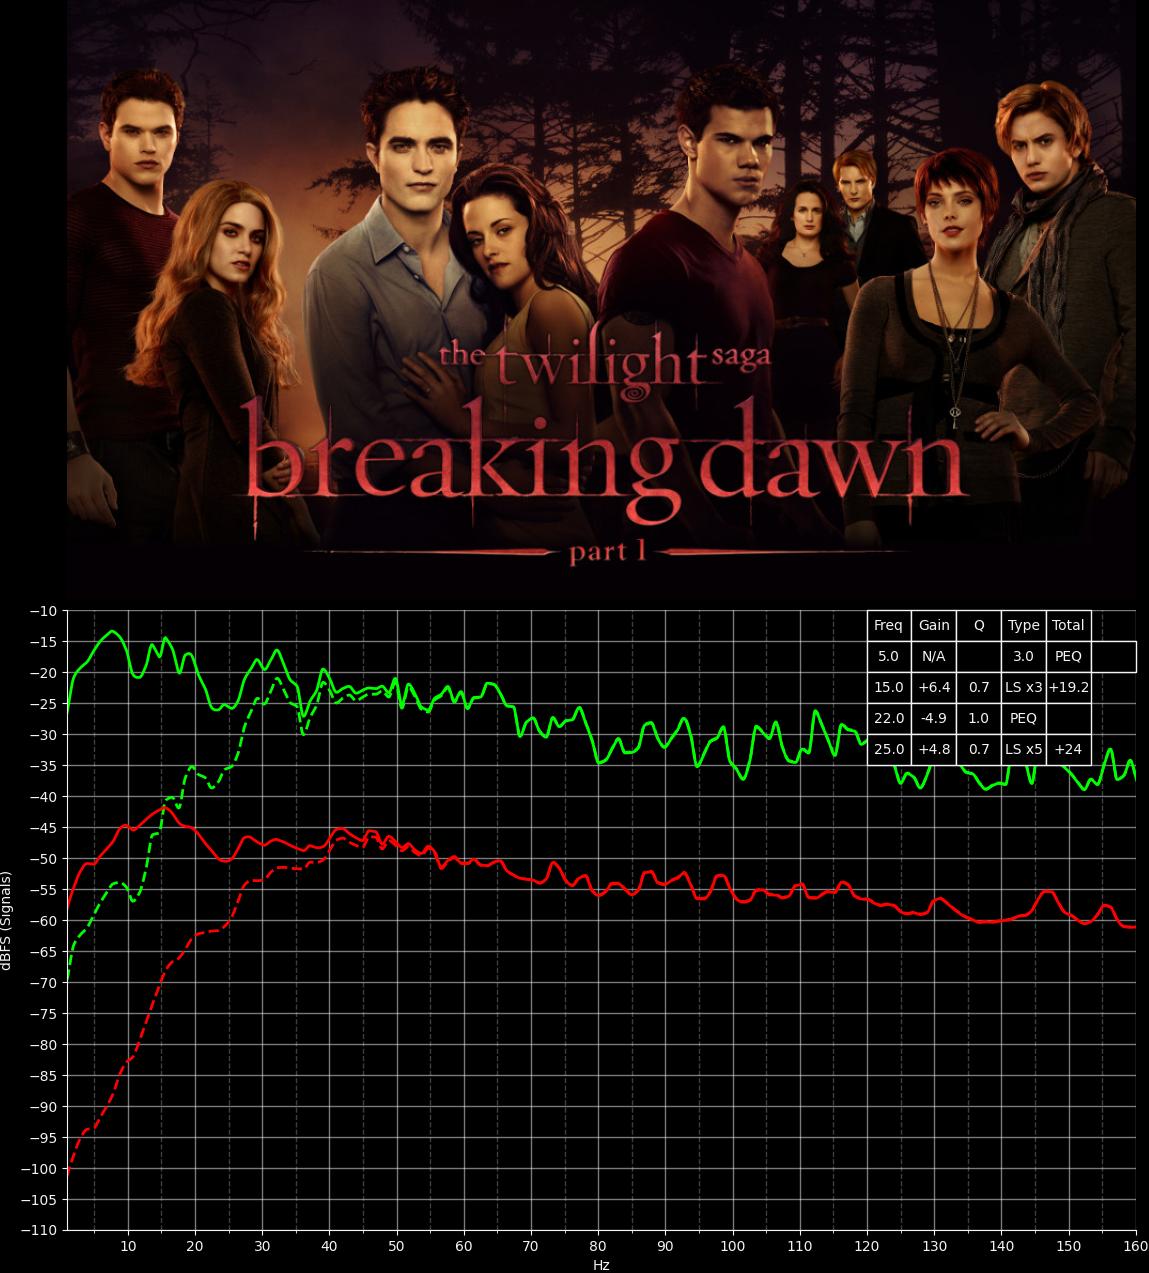 the twilight saga
breaking dawn
part 1
Freq Gain Q Type Total
5.0 N/A 3.0 PEQ
15.0 +6.4 0.7 LS x3 +19.2
22.0 -4.9 1.0 PEQ
25.0 +4.8 0.7 LS x5 +24
−10
−15
−20
−25
−30
−35
−40
−45
−50
−55
−60
−65
−70
−75
−80
−85
−90
−95
−100
−105
−110
dBFS (Signals)
10 20 30 40 50 60 70 80 90 100 110 120 130 140 150 160
Hz